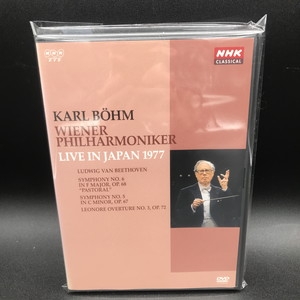 NHK
NHK
CLASSICAL
KARL BÖHM
WIENER
PHILHARMONIKER
LIVE IN JAPAN 1977
LUDWIG VAN BEETHOVEN
SYMPHONY NO. 6
IN F MAJOR, OP. 68
"PASTORAL"
SYMPHONY NO. 5
IN C MINOR, OP. 67
LEONORE OVERTURE NO. 3, OP. 72
DVD